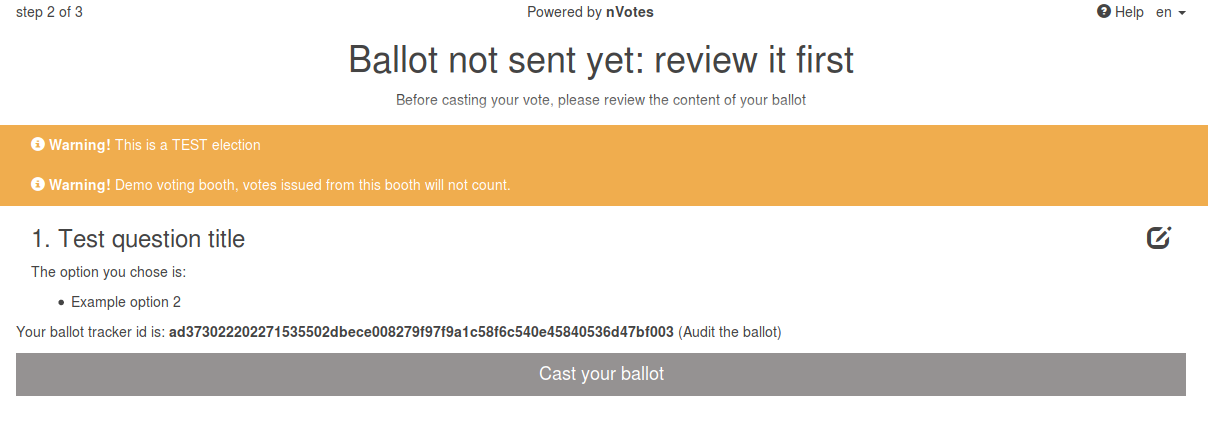 step 2 of 3
Powered by nVotes
Help
en
Ballot not sent yet: review it first
Before casting your vote, please review the content of your ballot
Warning! This is a TEST election
Warning! Demo voting booth, votes issued from this booth will not count.
1. Test question title
The option you chose is:
• Example option 2
Your ballot tracker id is: ad373022202271535502dbece008279f97f9a1c58f6c540e45840536d47bf003 (Audit the ballot)
Cast your ballot